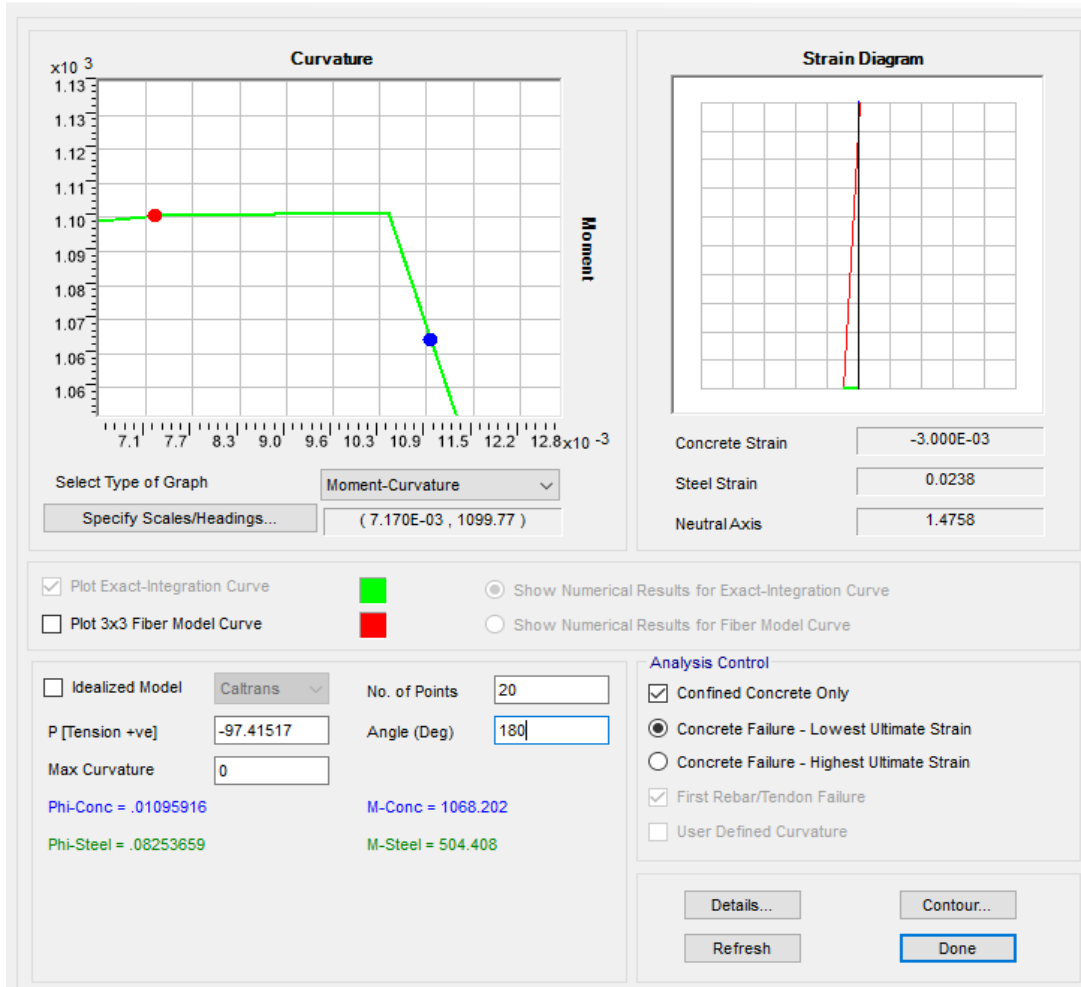 Curvature
x10 3
1.13
1.13
1.12
1.11
1.10
1.09
1.08
1.07
1.06
1.06
7.1 7.7 8.3 9.0 9.6 10.3 10.9 11.5 12.2 12.8 x10 -3
Moment
Select Type of Graph Moment-Curvature
Specify Scales/Headings... ( 7.170E-03 , 1099.77 )
Strain Diagram
Concrete Strain -3.000E-03
Steel Strain 0.0238
Neutral Axis 1.4758
Plot Exact-Integration Curve Show Numerical Results for Exact-Integration Curve
Plot 3x3 Fiber Model Curve Show Numerical Results for Fiber Model Curve
Idealized Model Caltrans No. of Points 20
P [Tension +ve] -97.41517 Angle (Deg) 180
Max Curvature 0
Phi-Conc = .01095916 M-Conc = 1068.202
Phi-Steel = .08253659 M-Steel = 504.408
Analysis Control
Confined Concrete Only
Concrete Failure - Lowest Ultimate Strain
Concrete Failure - Highest Ultimate Strain
First Rebar/Tendon Failure
User Defined Curvature
Details... Contour...
Refresh Done